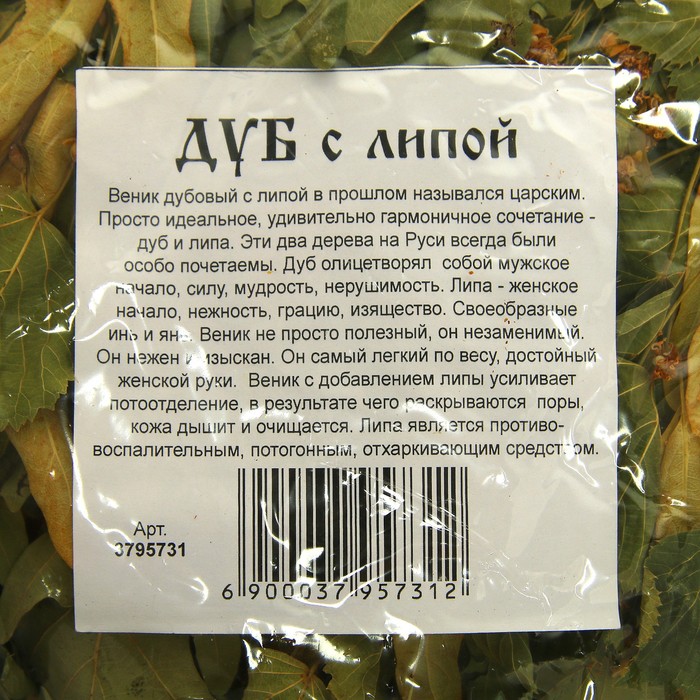 ДУБ с липой
Веник дубовый с липой в прошлом назывался царским.
Просто идеальное, удивительно гармоничное сочетание -
дуб и липа. Эти два дерева на Руси всегда были
особо почетаемы. Дуб олицетворял собой мужское
начало, силу, мудрость, нерушимость. Липа - женское
начало, нежность, грацию, изящество. Своеобразные
инь и янь. Веник не просто полезный, он незаменимый.
Он нежен и изыскан. Он самый легкий по весу, достойный
женской руки. Веник с добавлением липы усиливает
потоотделение, в результате чего раскрываются поры,
кожа дышит и очищается. Липа является противо-
воспалительным, потогонным, отхаркивающим средством.
Арт.
3795731
6 900037 957312